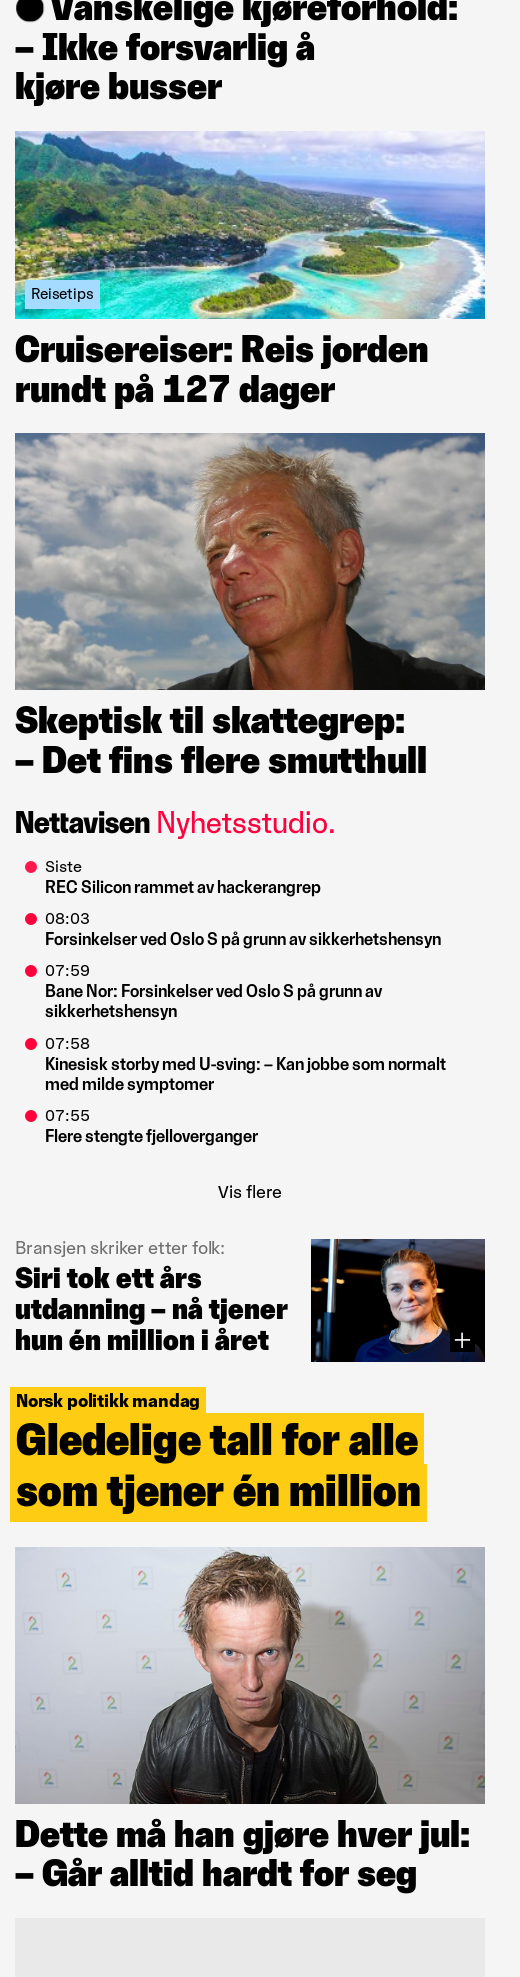 Vanskelige kjøreforhold:
– Ikke forsvarlig å
kjøre busser
Reisetips
Cruisereiser: Reis jorden
rundt på 127 dager
Skeptisk til skattegrep:
– Det fins flere smutthull
Nettavisen Nyhetsstudio.
Siste
REC Silicon rammet av hackerangrep
08:03
Forsinkelser ved Oslo S på grunn av sikkerhetshensyn
07:59
Bane Nor: Forsinkelser ved Oslo S på grunn av
sikkerhetshensyn
07:58
Kinesisk storby med U-sving: – Kan jobbe som normalt
med milde symptomer
07:55
Flere stengte fjelloverganger
Vis flere
Bransjen skriker etter folk:
Siri tok ett års
utdanning – nå tjener
hun én million i året
Norsk politikk mandag
Gledelige tall for alle
som tjener én million
Dette må han gjøre hver jul:
– Går alltid hardt for seg